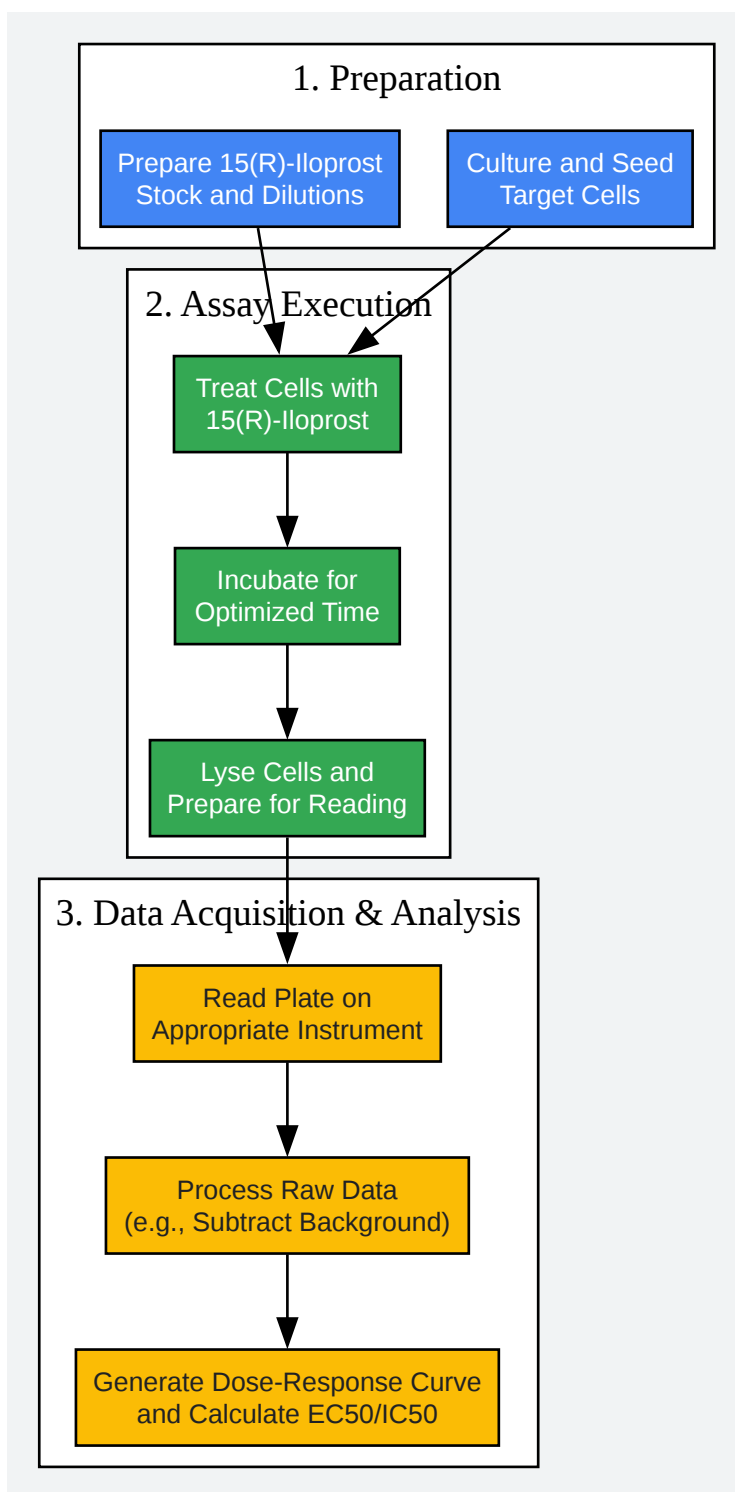 1. Preparation
Prepare 15(R)-Iloprost
Stock and Dilutions
Culture and Seed
Target Cells
2. Assay Execution
Treat Cells with
15(R)-Iloprost
Incubate for
Optimized Time
Lyse Cells and
Prepare for Reading
3. Data Acquisition & Analysis
Read Plate on
Appropriate Instrument
Process Raw Data
(e.g., Subtract Background)
Generate Dose-Response Curve
and Calculate EC50/IC50